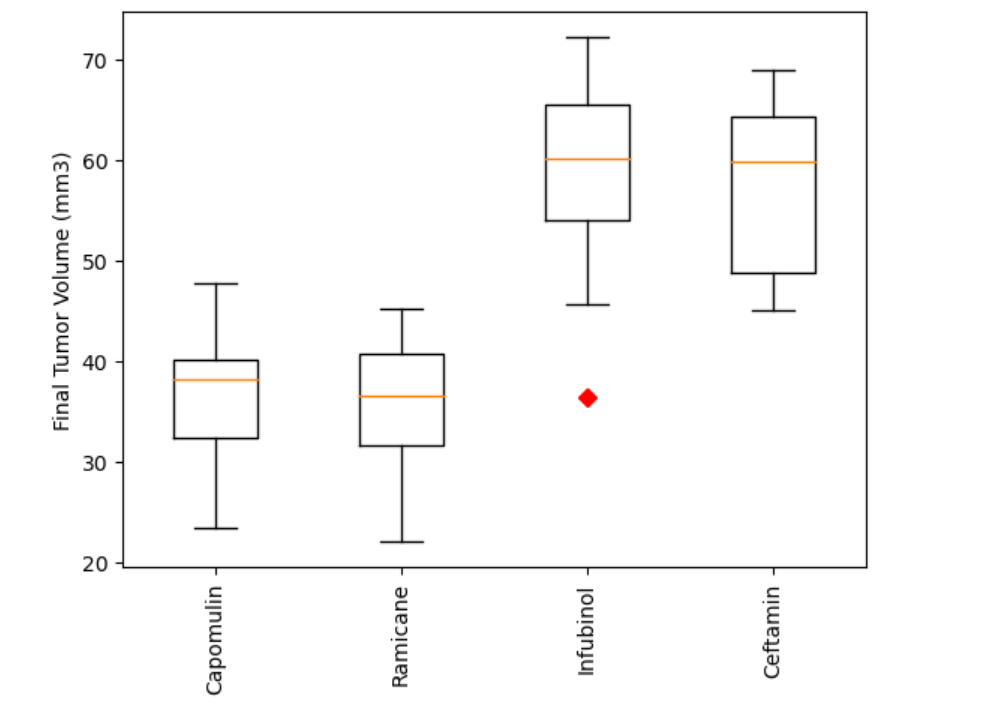 Final Tumor Volume (mm3)
70
60
50
40
30
20
Capomulin
Ramicane
Infubinol
Ceftamin